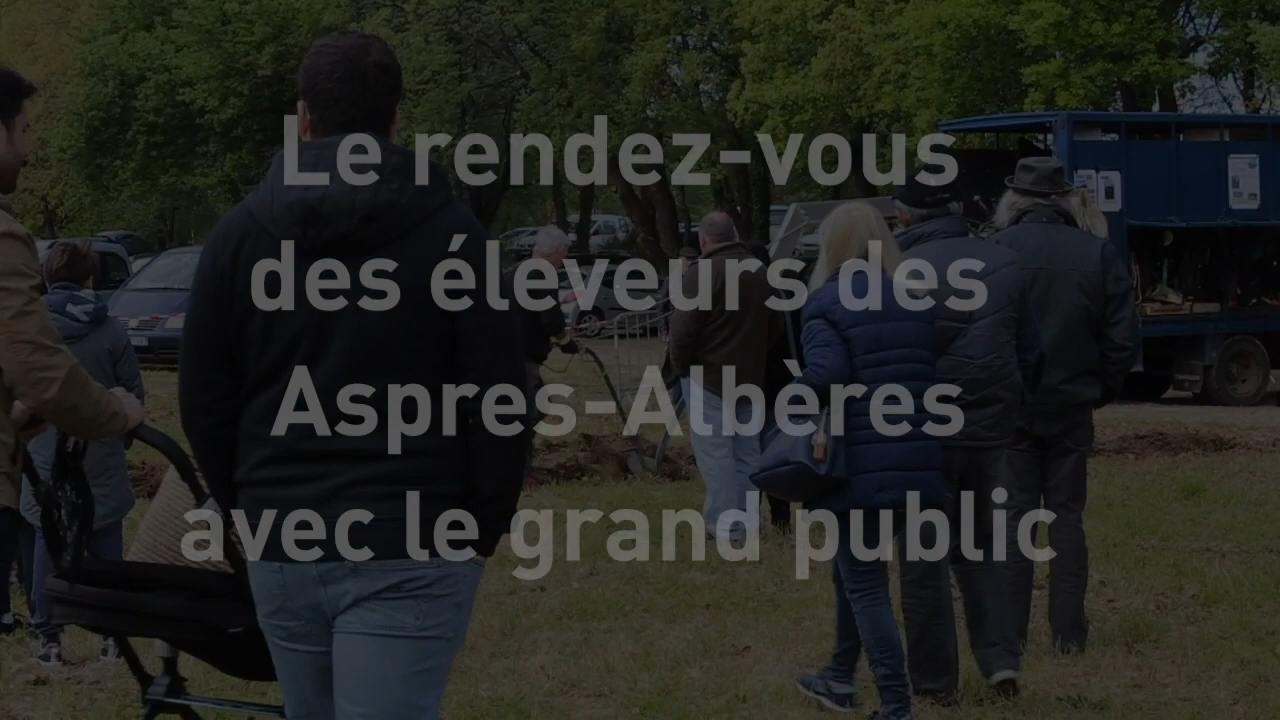 Le rendez-vous
des éleveurs des
Aspres-Albères
avec le grand public